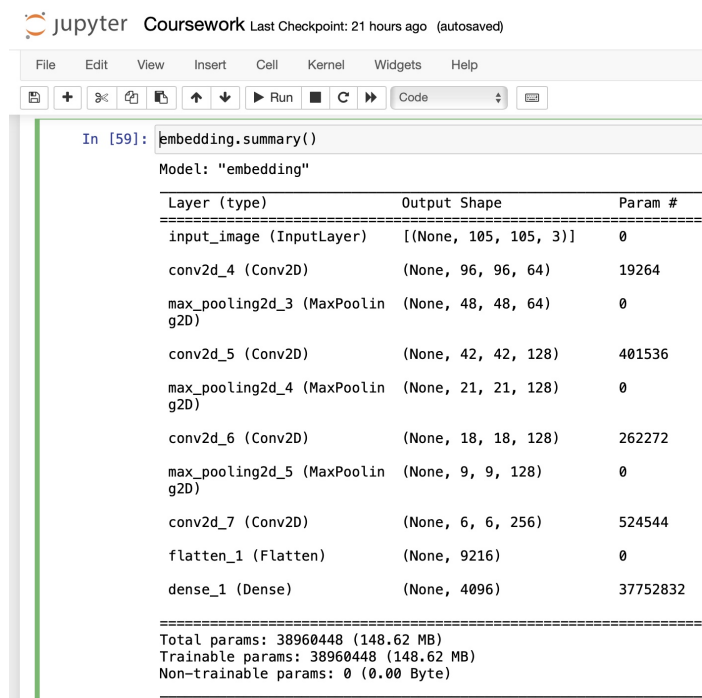 jupyter Coursework Last Checkpoint: 21 hours ago (autosaved)
File Edit View Insert Cell Kernel Widgets Help
Run Code
In [59]: embedding.summary()
Model: "embedding"
Layer (type) Output Shape Param #
=================================================================
input_image (InputLayer) [(None, 105, 105, 3)] 0
conv2d_4 (Conv2D) (None, 96, 96, 64) 19264
max_pooling2d_3 (MaxPoolin (None, 48, 48, 64) 0
g2D)
conv2d_5 (Conv2D) (None, 42, 42, 128) 401536
max_pooling2d_4 (MaxPoolin (None, 21, 21, 128) 0
g2D)
conv2d_6 (Conv2D) (None, 18, 18, 128) 262272
max_pooling2d_5 (MaxPoolin (None, 9, 9, 128) 0
g2D)
conv2d_7 (Conv2D) (None, 6, 6, 256) 524544
flatten_1 (Flatten) (None, 9216) 0
dense_1 (Dense) (None, 4096) 37752832
=================================================================
Total params: 38960448 (148.62 MB)
Trainable params: 38960448 (148.62 MB)
Non-trainable params: 0 (0.00 Byte)